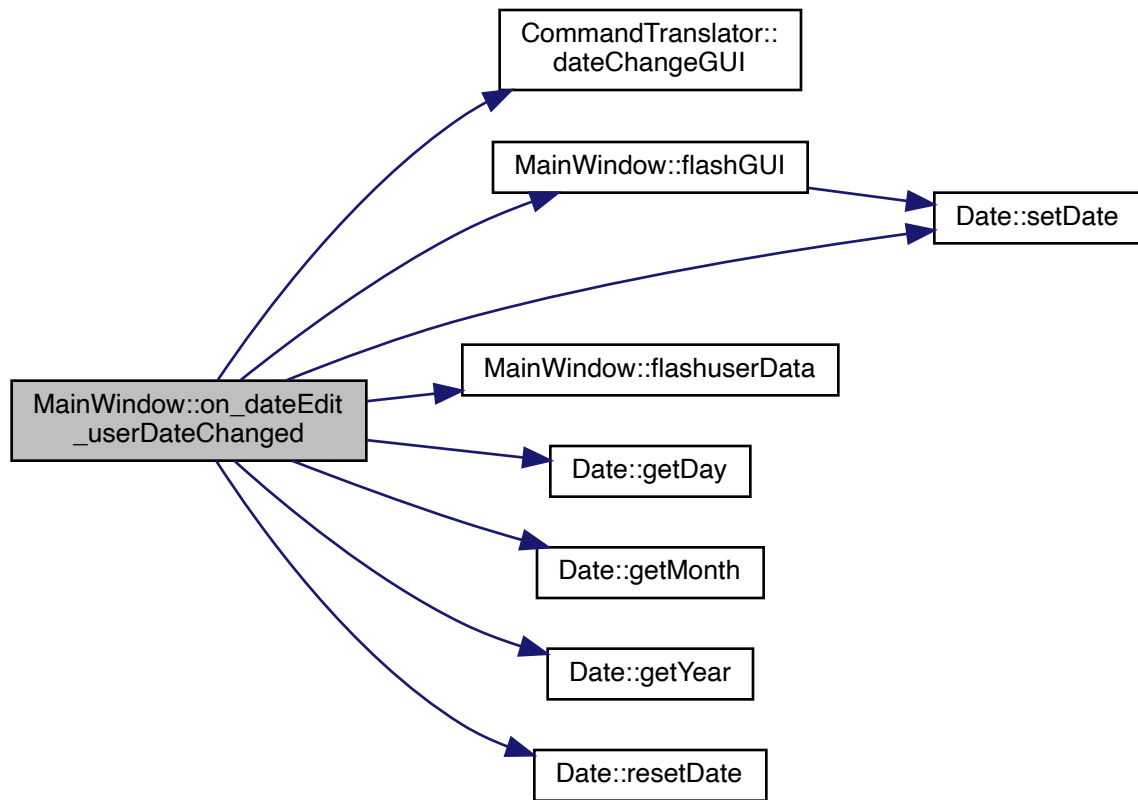 CommandTranslator::
dateChangeGUI
MainWindow::flashGUI
Date::setDate
MainWindow::flashuserData
MainWindow::on_dateEdit
_userDateChanged
Date::getDay
Date::getMonth
Date::getYear
Date::resetDate